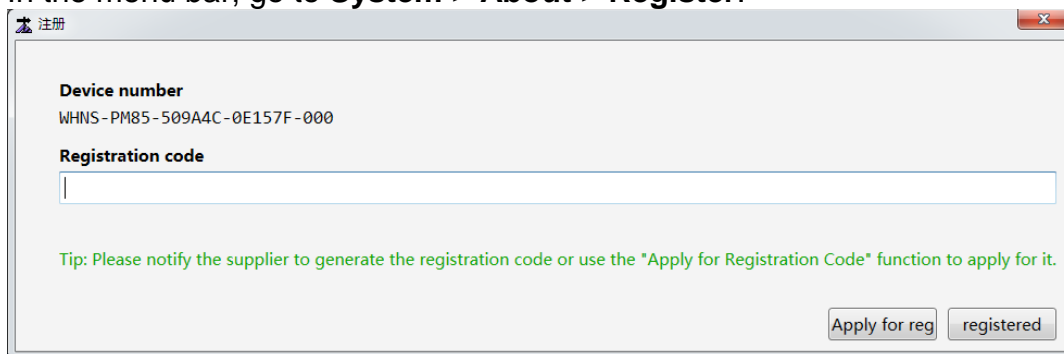 In the menu bar, go to System > About > Register.
注册
Device number
WHNS-PM85-509A4C-0E157F-000
Registration code
Tip: Please notify the supplier to generate the registration code or use the "Apply for Registration Code" function to apply for it.
Apply for reg registered